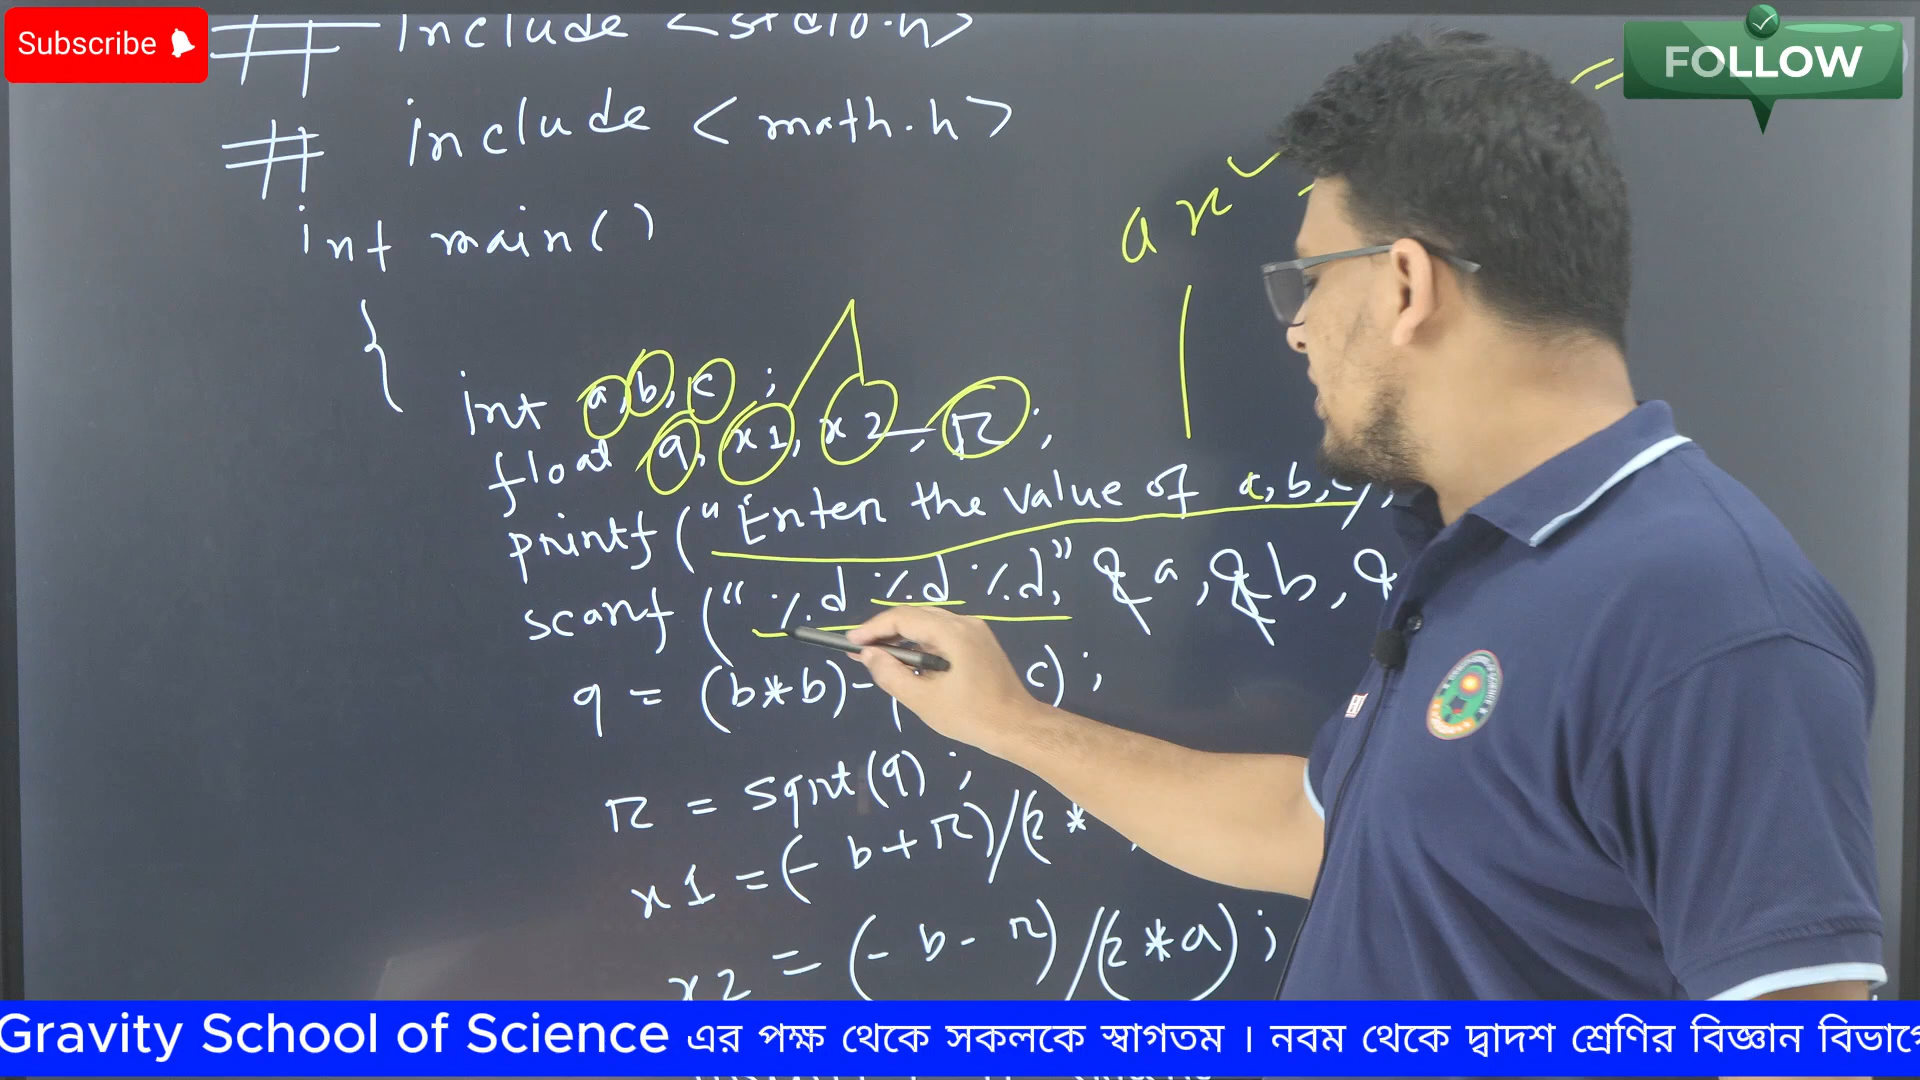 Subscribe
FOLLOW
# include <stdio.h>
# include <math.h>
int main()
{
=
ax
int a, b, c ;
float q, x1, x2, r ;
printf ("Enter the value of a, b, c
scanf ("%d %d %d," &a, &b, &
q = (b*b)- c) ;
r = sqrt(q) ;
x1 = (- b + r)/(2 *
x2 = (- b - r)/(2 * a) ;
Gravity School of Science এর পক্ষ থেকে সকলকে স্বাগতম । নবম থেকে দ্বাদশ শ্রেণির বিজ্ঞান বিভাগে